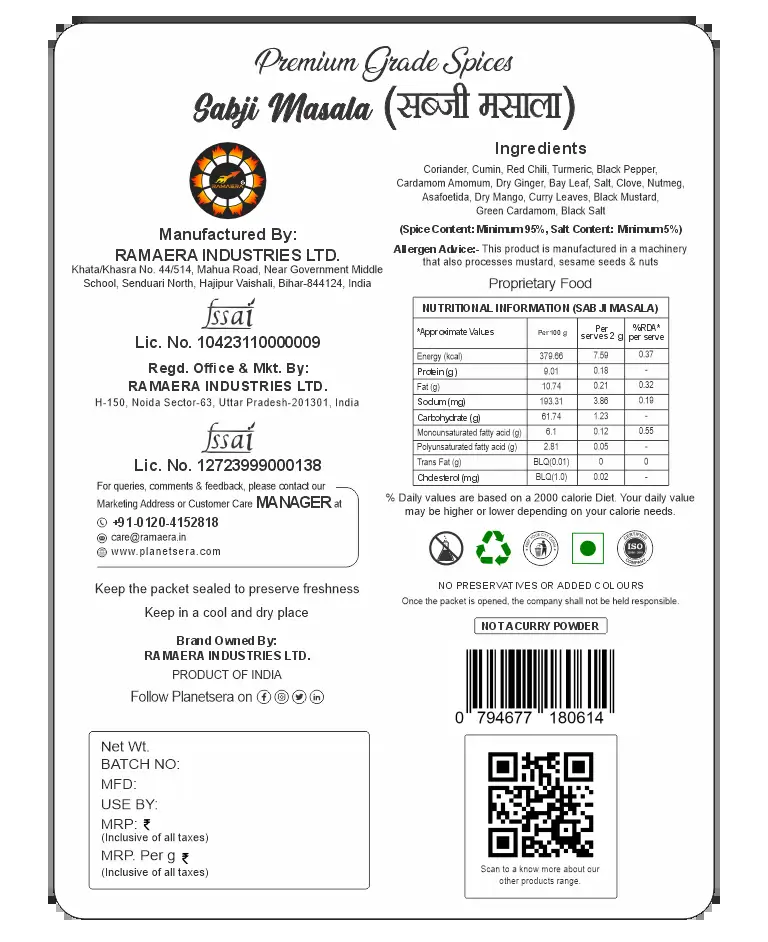 Premium Grade Spices
Sabji Masala (सब्जी मसाला)
RAMAERA
Manufactured By:
RAMAERA INDUSTRIES LTD.
Khata/Khasra No. 44/514, Mahua Road, Near Government Middle
School, Senduari North, Hajipur Vaishali, Bihar-844124, India
fssai
Lic. No. 10423110000009
Regd. Office & Mkt. By:
RAMAERA INDUSTRIES LTD.
H-150, Noida Sector-63, Uttar Pradesh-201301, India
fssai
Lic. No. 12723999000138
For queries, comments & feedback, please contact our
Marketing Address or Customer Care MANAGER at
+91-0120-4152818
care@ramaera.in
www.planetsera.com
Keep the packet sealed to preserve freshness
Keep in a cool and dry place
Brand Owned By:
RAMAERA INDUSTRIES LTD.
PRODUCT OF INDIA
Follow Planetsera on
Net Wt.
BATCH NO:
MFD:
USE BY:
MRP: ₹
(Inclusive of all taxes)
MRP. Per g ₹
(Inclusive of all taxes)
Ingredients
Coriander, Cumin, Red Chili, Turmeric, Black Pepper,
Cardamom Amomum, Dry Ginger, Bay Leaf, Salt, Clove, Nutmeg,
Asafoetida, Dry Mango, Curry Leaves, Black Mustard,
Green Cardamom, Black Salt
(Spice Content: Minimum 95%, Salt Content: Minimum 5%)
Allergen Advice:- This product is manufactured in a machinery
that also processes mustard, sesame seeds & nuts
Proprietary Food
NUTRITIONAL INFORMATION (SABJI MASALA)
*Approximate Values Per 100 g Per serves 2 g %RDA* per serve
Energy (kcal) 379.66 7.59 0.37
Protein (g) 9.01 0.18 -
Fat (g) 10.74 0.21 0.32
Sodium (mg) 193.31 3.86 0.19
Carbohydrate (g) 61.74 1.23 -
Monounsaturated fatty acid (g) 6.1 0.12 0.55
Polyunsaturated fatty acid (g) 2.81 0.05 -
Trans Fat (g) BLQ(0.01) 0 0
Cholesterol (mg) BLQ(1.0) 0.02 -
% Daily values are based on a 2000 calorie Diet. Your daily value
may be higher or lower depending on your calorie needs.
CERTIFIED
ISO
COMPANY
NO PRESERVATIVES OR ADDED COLOURS
Once the packet is opened, the company shall not be held responsible.
NOT A CURRY POWDER
0 794677 180614
Scan to a know more about our
other products range.